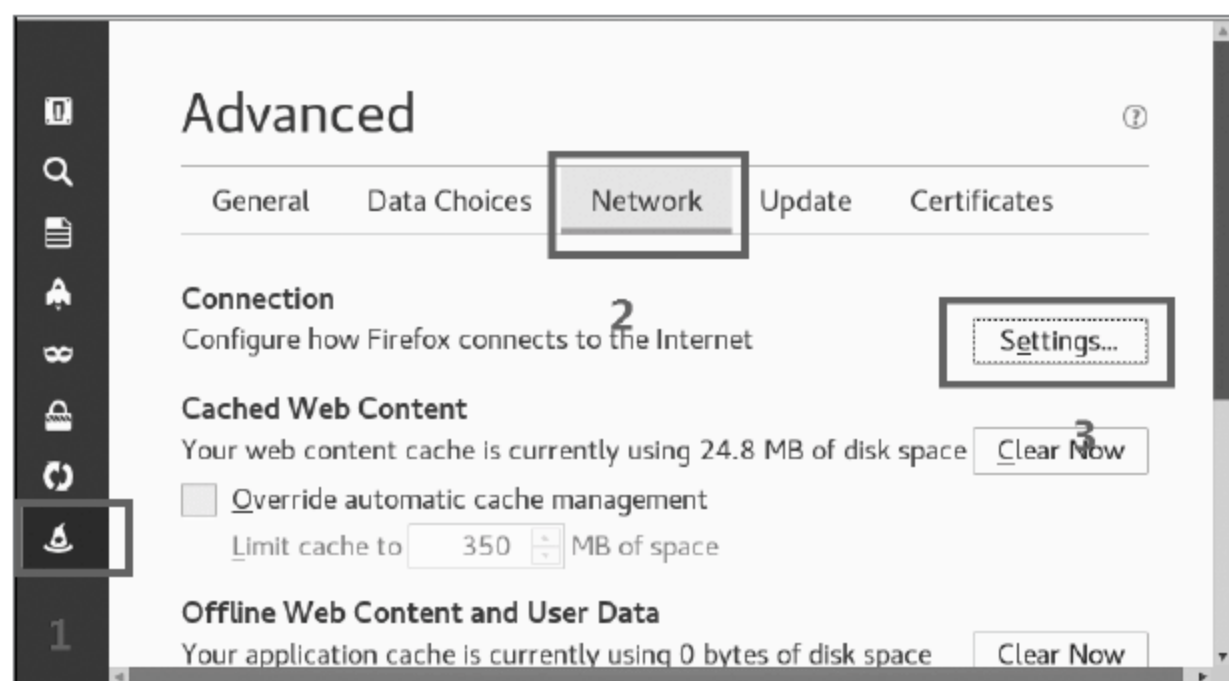 Advanced
General Data Choices Network Update Certificates
Connection
2
Configure how Firefox connects to the Internet
Settings...
Cached Web Content
3
Your web content cache is currently using 24.8 MB of disk space Clear Now
Override automatic cache management
Limit cache to 350 MB of space
Offline Web Content and User Data
1
Your application cache is currently using 0 bytes of disk space Clear Now